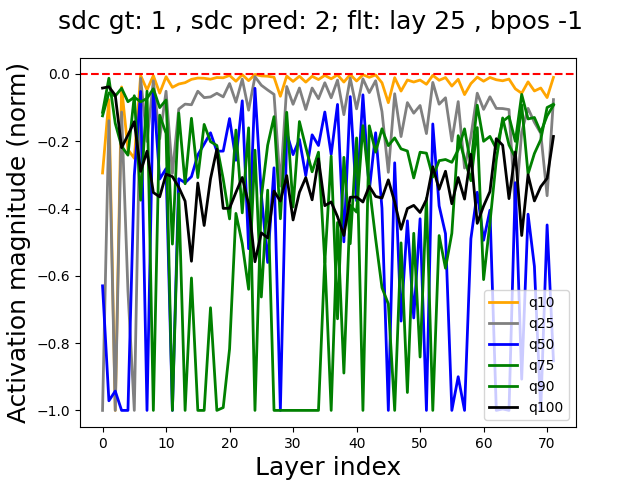 sdc gt: 1 , sdc pred: 2; flt: lay 25 , bpos -1
Activation magnitude (norm)
0.0
−0.2
−0.4
−0.6
−0.8
−1.0
q10
q25
q50
q75
q90
q100
0 10 20 30 40 50 60 70
Layer index